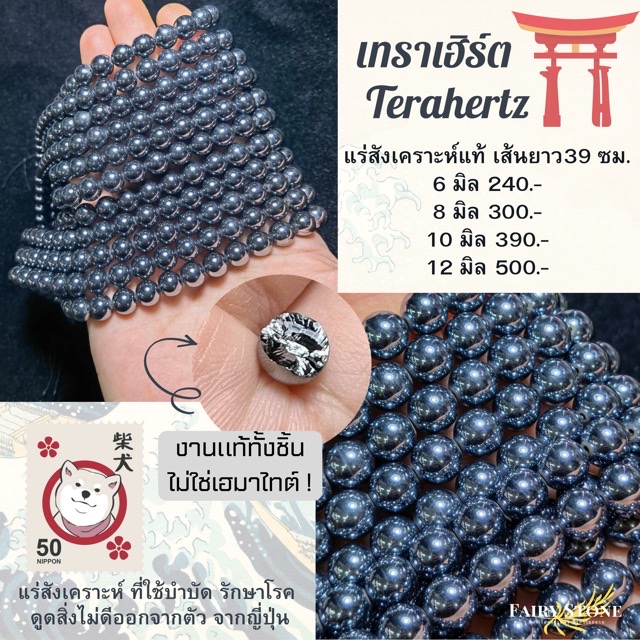 เทราเฮิร์ต
Terahertz
แร่สังเคราะห์แท้ เส้นยาว39 ซม.
6 มิล 240.-
8 มิล 300.-
10 มิล 390.-
12 มิล 500.-
งานแท้ทั้งชิ้น
ไม่ใช่เฮมาไทต์ !
柴犬
50
NIPPON
แร่สังเคราะห์ ที่ใช้บำบัด รักษาโรค
ดูดสิ่งไม่ดีออกจากตัว จากญี่ปุ่น
FAIRY STONE